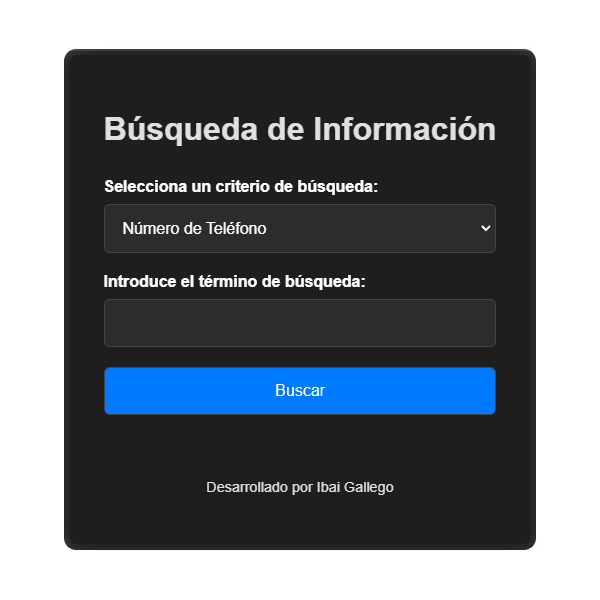 Búsqueda de Información
Selecciona un criterio de búsqueda:
Número de Teléfono
Introduce el término de búsqueda:
Buscar
Desarrollado por Ibai Gallego